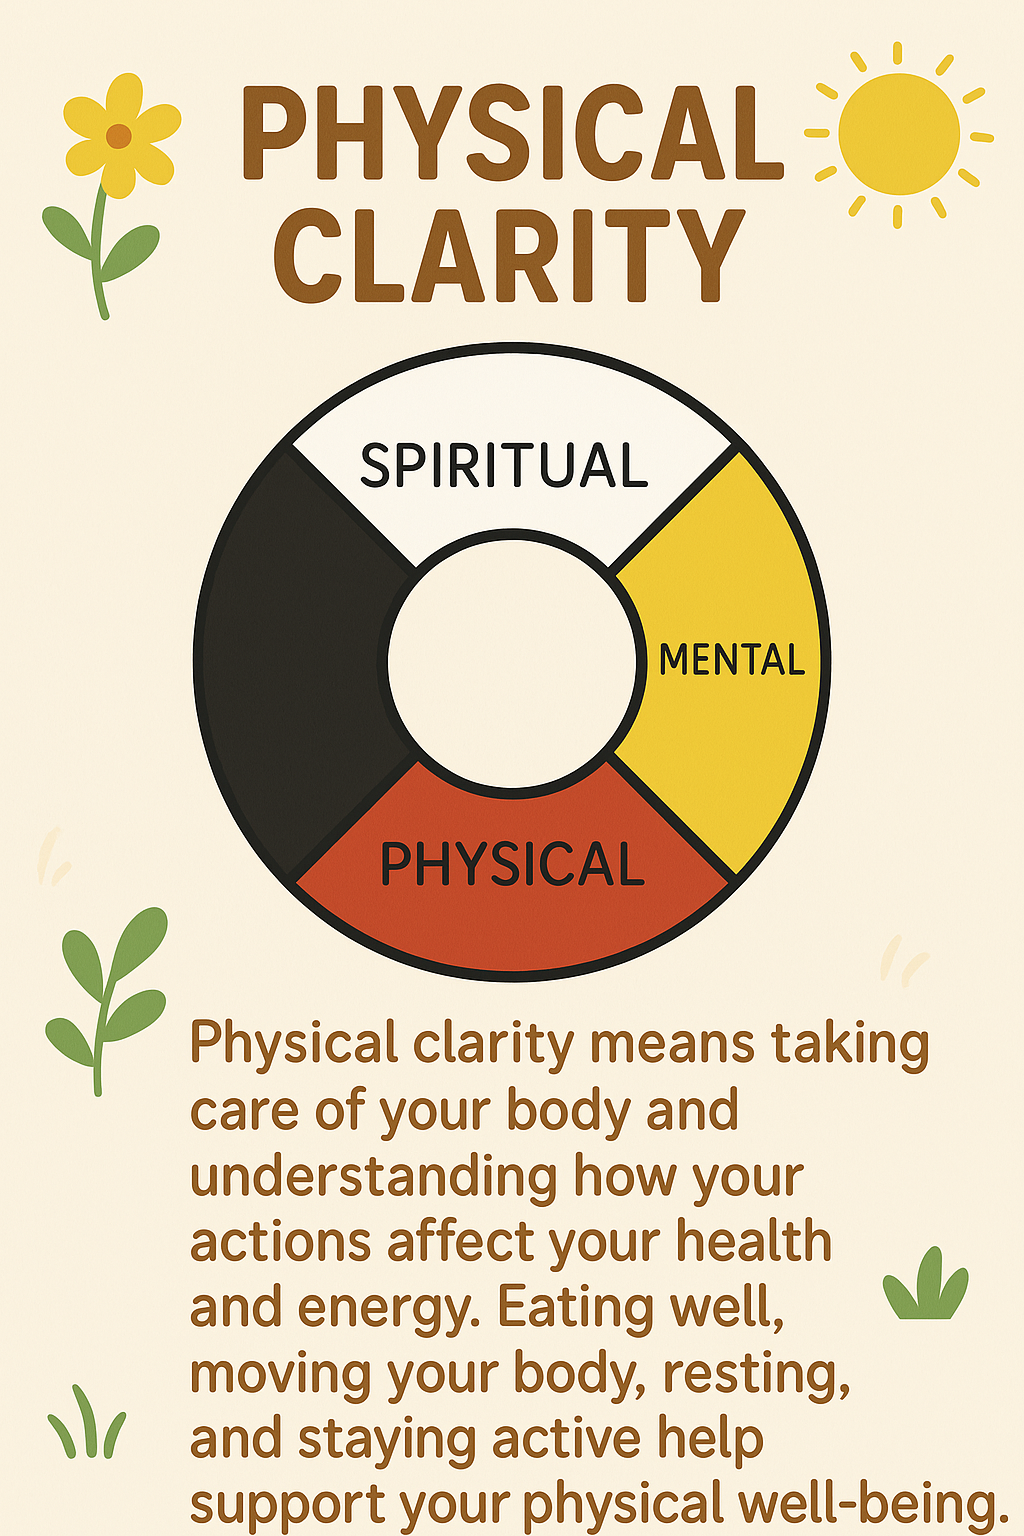 PHYSICAL
CLARITY
SPIRITUAL
MENTAL
PHYSICAL
Physical clarity means taking
care of your body and
understanding how your
actions affect your health
and energy. Eating well,
moving your body, resting,
and staying active help
support your physical well-being.